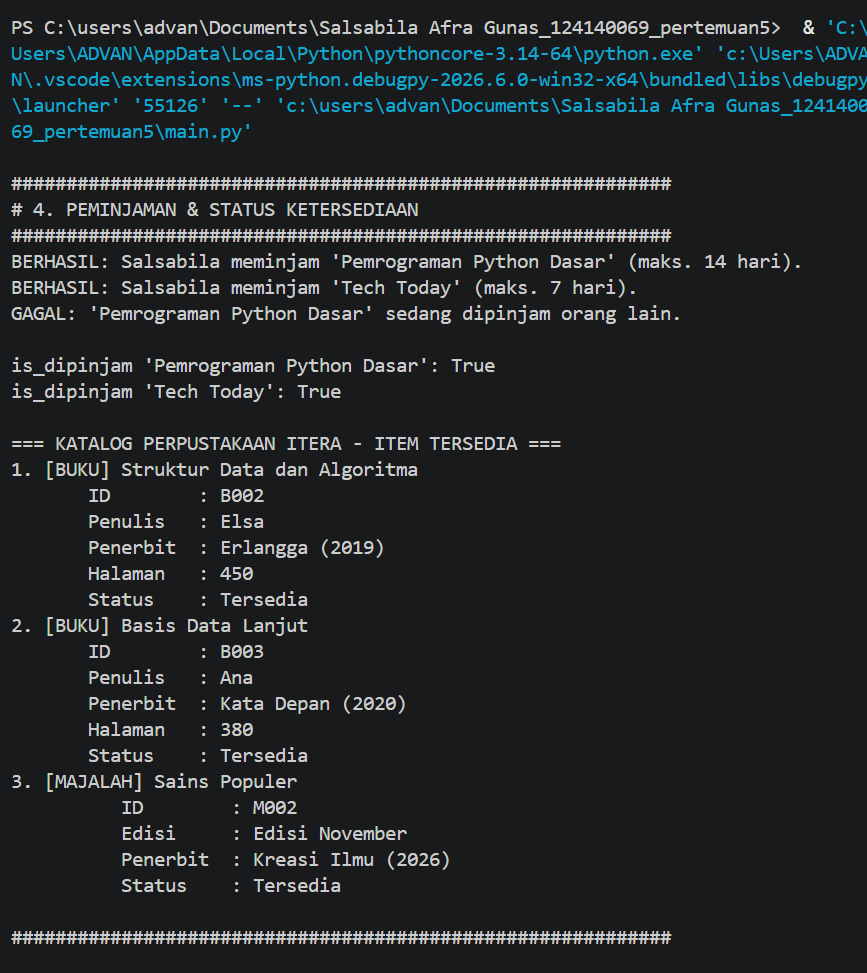 PS C:\users\advan\Documents\Salsabila Afra Gunas_124140069_pertemuan5>  & 'C:\
Users\ADVAN\AppData\Local\Python\pythoncore-3.14-64\python.exe' 'c:\Users\ADVA
N\.vscode\extensions\ms-python.debugpy-2026.6.0-win32-x64\bundled\libs\debugpy
\launcher' '55126' '--' 'c:\users\advan\Documents\Salsabila Afra Gunas_1241400
69_pertemuan5\main.py'

############################################################
# 4. PEMINJAMAN & STATUS KETERSEDIAAN
############################################################
BERHASIL: Salsabila meminjam 'Pemrograman Python Dasar' (maks. 14 hari).
BERHASIL: Salsabila meminjam 'Tech Today' (maks. 7 hari).
GAGAL: 'Pemrograman Python Dasar' sedang dipinjam orang lain.

is_dipinjam 'Pemrograman Python Dasar': True
is_dipinjam 'Tech Today': True

=== KATALOG PERPUSTAKAAN ITERA - ITEM TERSEDIA ===
1. [BUKU] Struktur Data dan Algoritma
       ID        : B002
       Penulis   : Elsa
       Penerbit  : Erlangga (2019)
       Halaman   : 450
       Status    : Tersedia
2. [BUKU] Basis Data Lanjut
       ID        : B003
       Penulis   : Ana
       Penerbit  : Kata Depan (2020)
       Halaman   : 380
       Status    : Tersedia
3. [MAJALAH] Sains Populer
          ID        : M002
          Edisi     : Edisi November
          Penerbit  : Kreasi Ilmu (2026)
          Status    : Tersedia

############################################################